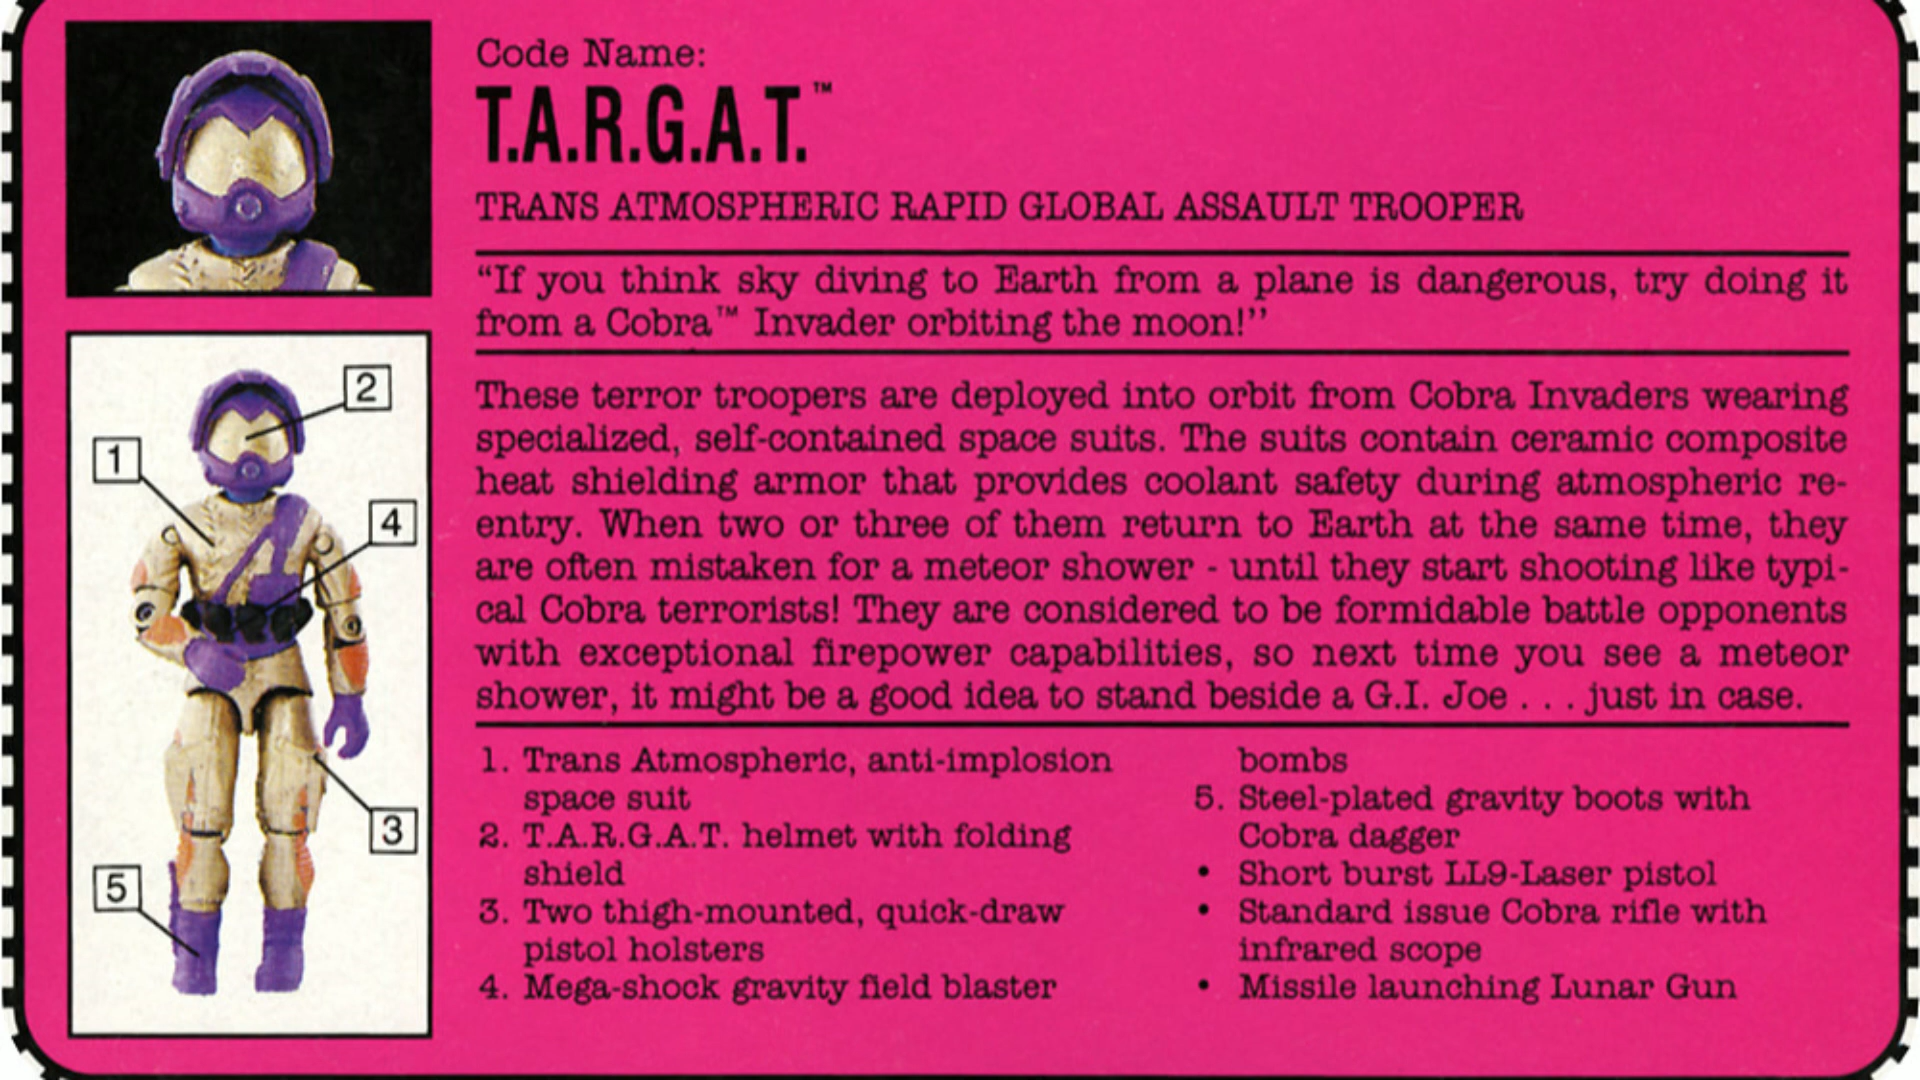 Code Name:
T.A.R.G.A.T.™
TRANS ATMOSPHERIC RAPID GLOBAL ASSAULT TROOPER
“If you think sky diving to Earth from a plane is dangerous, try doing it
from a Cobra™ Invader orbiting the moon!’’
These terror troopers are deployed into orbit from Cobra Invaders wearing
specialized, self-contained space suits. The suits contain ceramic composite
heat shielding armor that provides coolant safety during atmospheric re-
entry. When two or three of them return to Earth at the same time, they
are often mistaken for a meteor shower - until they start shooting like typi-
cal Cobra terrorists! They are considered to be formidable battle opponents
with exceptional firepower capabilities, so next time you see a meteor
shower, it might be a good idea to stand beside a G.I. Joe . . . just in case.
2
1
4
3
5
1. Trans Atmospheric, anti-implosion
space suit
2. T.A.R.G.A.T. helmet with folding
shield
3. Two thigh-mounted, quick-draw
pistol holsters
4. Mega-shock gravity field blaster
bombs
5. Steel-plated gravity boots with
Cobra dagger
• Short burst LL9-Laser pistol
• Standard issue Cobra rifle with
infrared scope
• Missile launching Lunar Gun